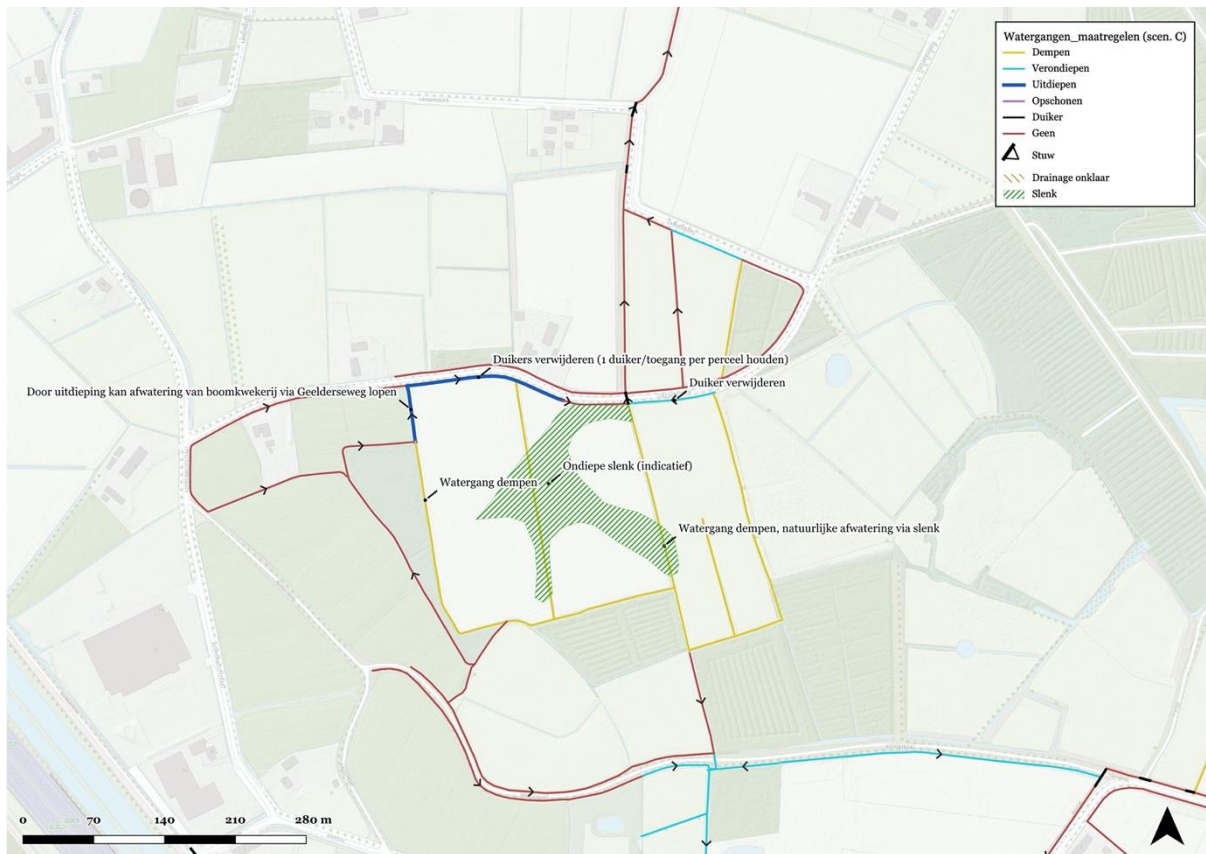 Watergangen_maatregelen (scen. C)
Dempen
Verondiepen
Uitdiepen
Opschonen
Duiker
Geen
Stuw
Drainage onklaar
Slenk
Duikers verwijderen (1 duiker/toegang per perceel houden)
Duiker verwijderen
Door uitdieping kan afwatering van boomkwekerij via Geelderseweg lopen
Ondiepe slenk (indicatief)
Watergang dempen
Watergang dempen, natuurlijke afwatering via slenk
0 70 140 210 280 m